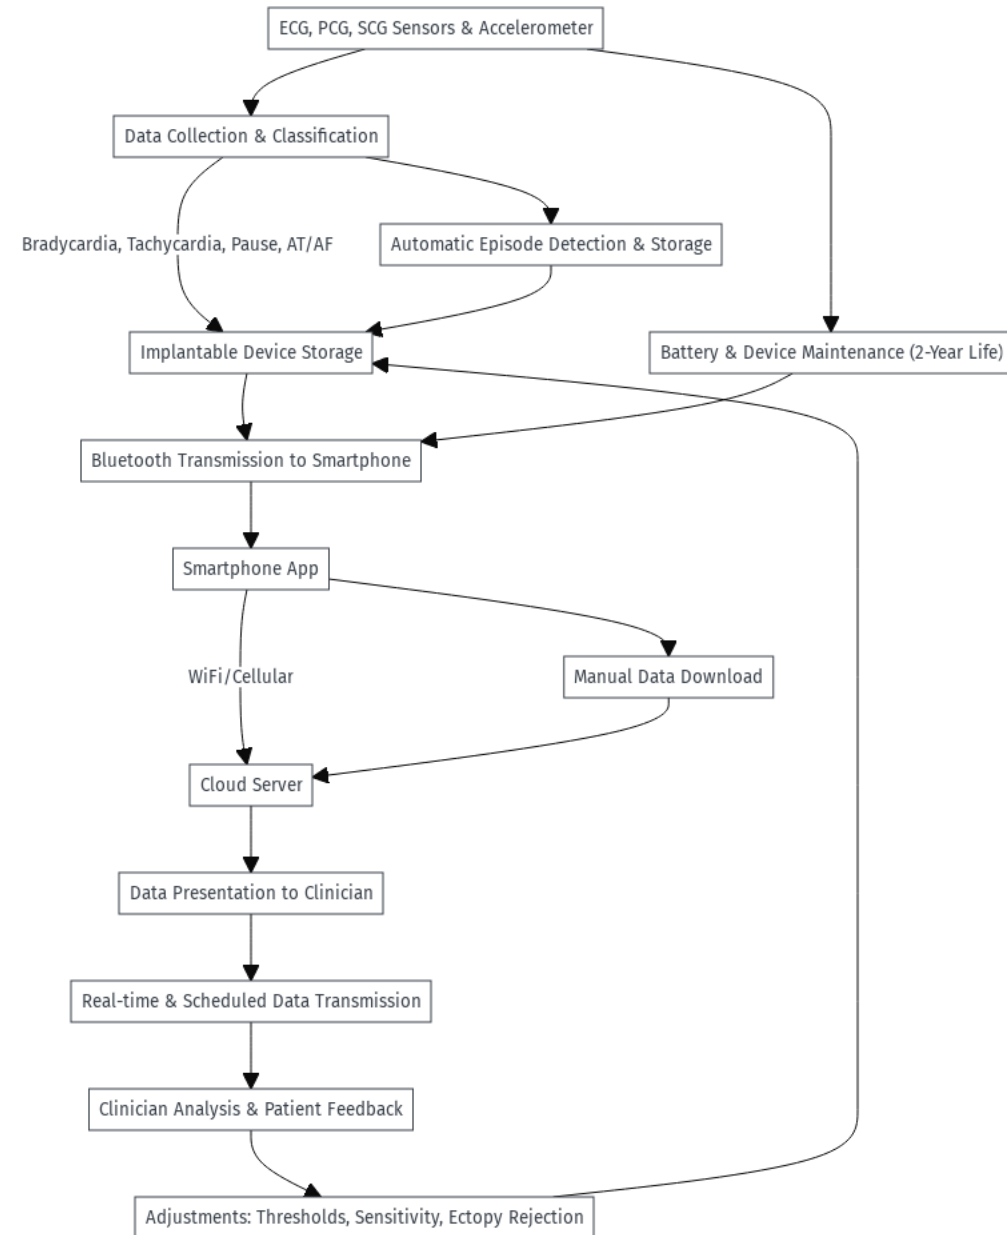 ECG, PCG, SCG Sensors & Accelerometer
Data Collection & Classification
Bradycardia, Tachycardia, Pause, AT/AF
Automatic Episode Detection & Storage
Implantable Device Storage
Battery & Device Maintenance (2-Year Life)
Bluetooth Transmission to Smartphone
Smartphone App
WiFi/Cellular
Manual Data Download
Cloud Server
Data Presentation to Clinician
Real-time & Scheduled Data Transmission
Clinician Analysis & Patient Feedback
Adjustments: Thresholds, Sensitivity, Ectopy Rejection